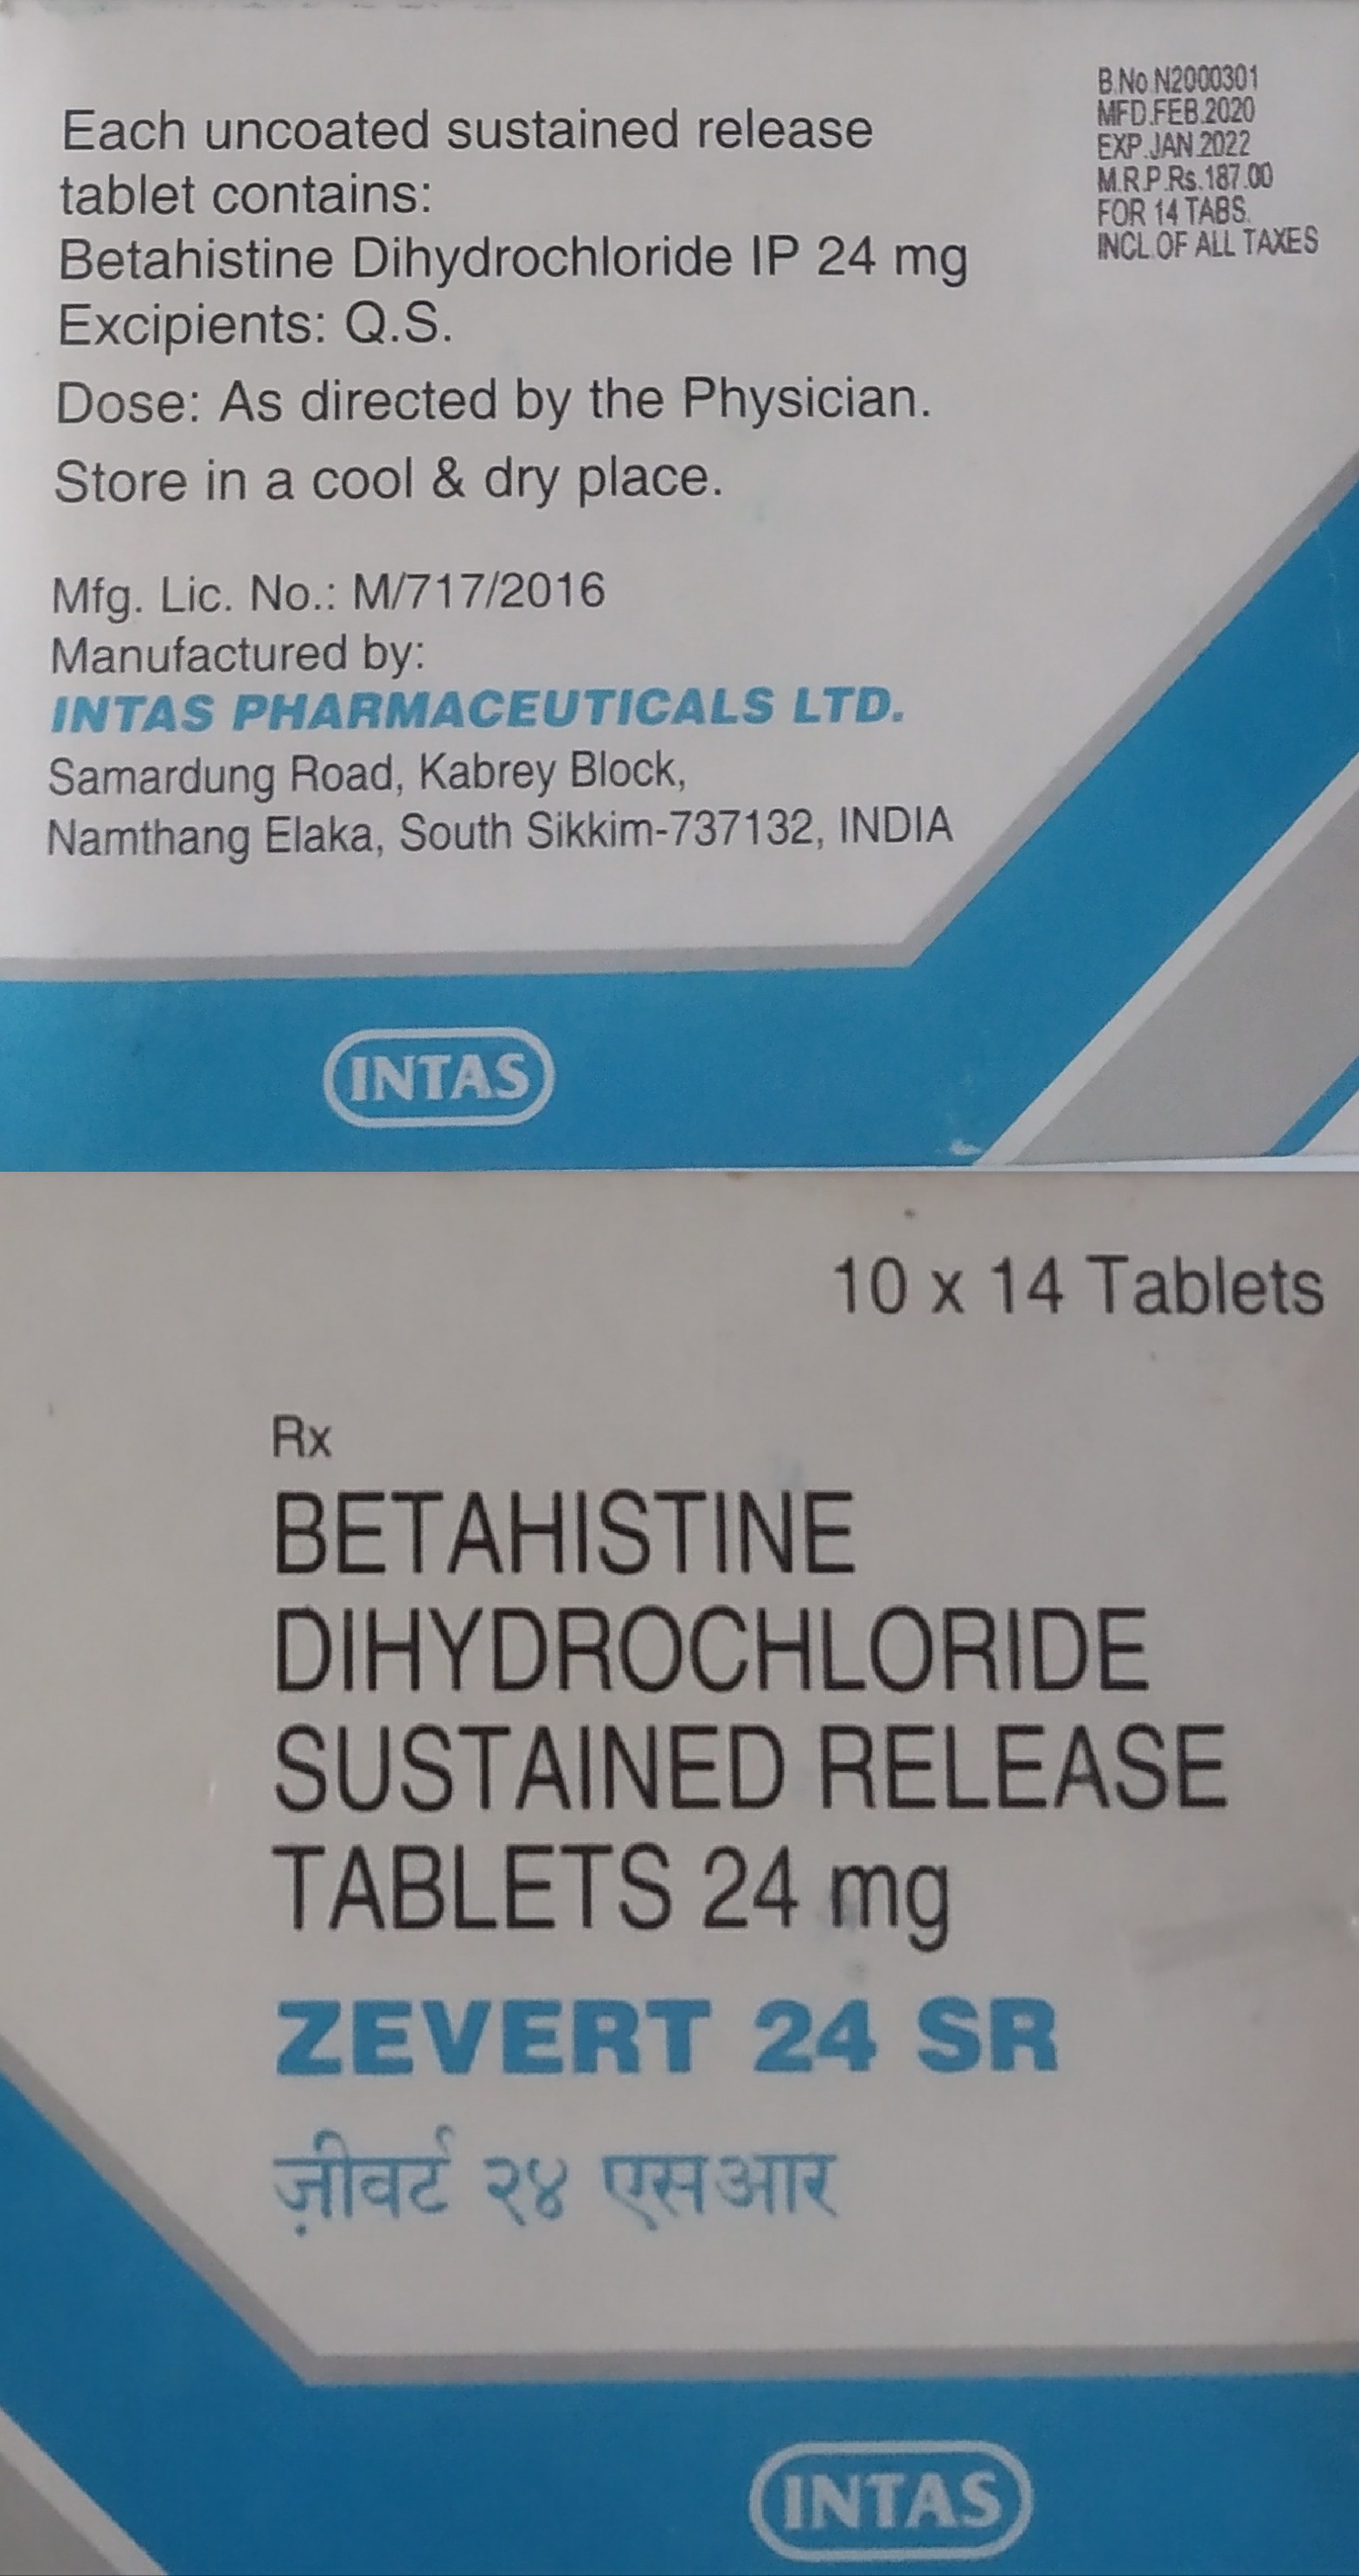 Each uncoated sustained release
tablet contains:
Betahistine Dihydrochloride IP 24 mg
Excipients: Q.S.
Dose: As directed by the Physician.
Store in a cool & dry place.
B.No.N2000301
MFD.FEB.2020
EXP.JAN.2022
M.R.P.Rs.187.00
FOR 14 TABS.
INCL.OF ALL TAXES
Mfg. Lic. No.: M/717/2016
Manufactured by:
INTAS PHARMACEUTICALS LTD.
Samardung Road, Kabrey Block,
Namthang Elaka, South Sikkim-737132, INDIA
INTAS
10 x 14 Tablets
Rx
BETAHISTINE
DIHYDROCHLORIDE
SUSTAINED RELEASE
TABLETS 24 mg
ZEVERT 24 SR
ज़ीवर्ट २४ एसआर
INTAS